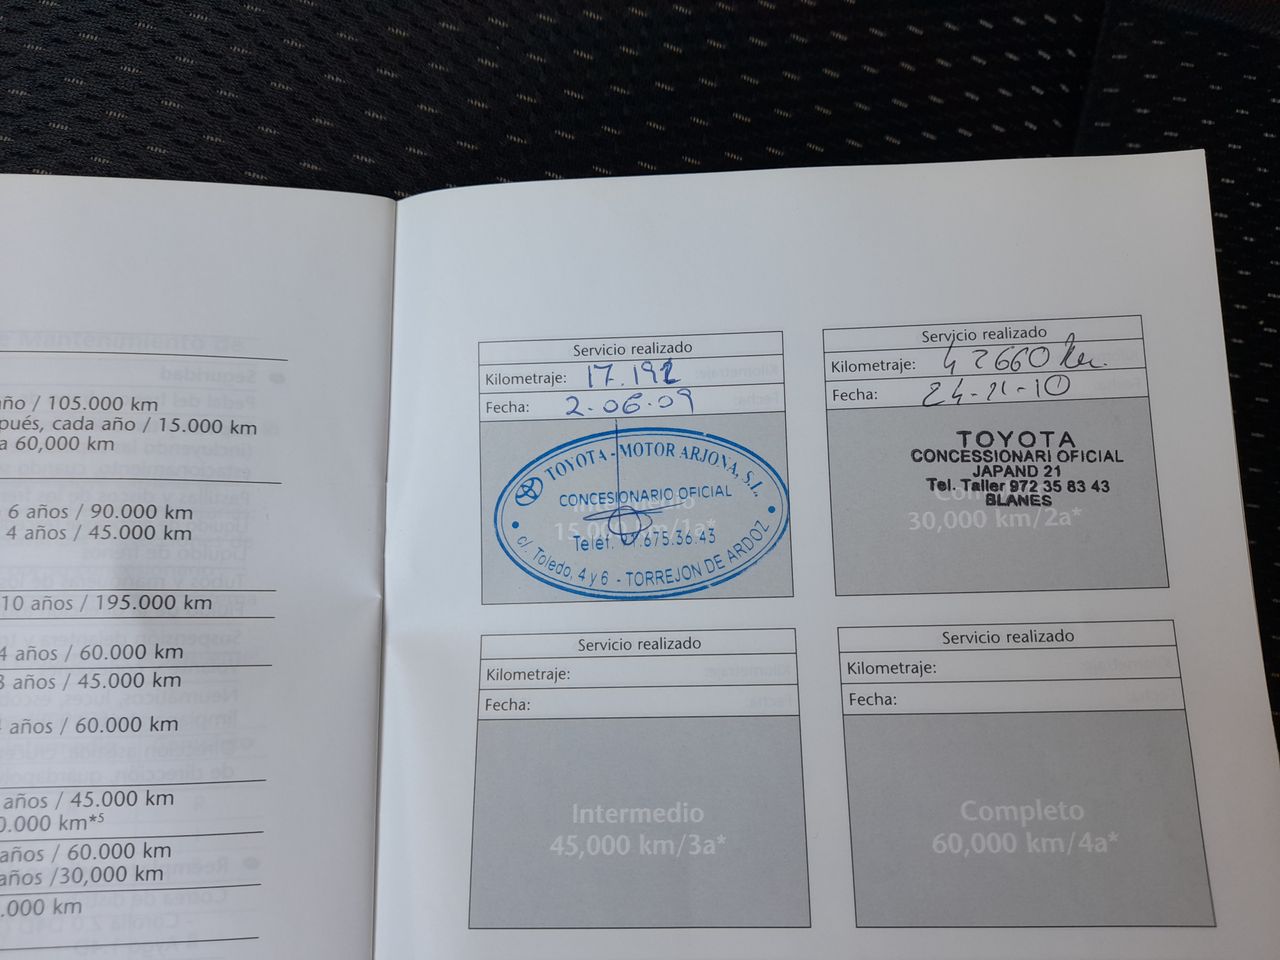 año / 105.000 km
pués, cada año / 15.000 km
a 60,000 km
6 años / 90.000 km
4 años / 45.000 km
10 años / 195.000 km
4 años / 60.000 km
3 años / 45.000 km
años / 60.000 km
años / 45.000 km
0.000 km*5
años / 60.000 km
años /30,000 km
.000 km
Servicio realizado
Kilometraje: 17.192
Fecha: 2-06-09
TOYOTA - MOTOR ARJONA, S.L.
CONCESIONARIO OFICIAL
Intermedio
15.000 km/1a*
Teléf. 91.675.36.43
c/. Toledo, 4 y 6 - TORREJON DE ARDOZ
Servicio realizado
Kilometraje: 42660 km.
Fecha: 24-11-10
TOYOTA
CONCESSIONARI OFICIAL
JAPAND 21
Tel. Taller 972 35 83 43
BLANES
30,000 km/2a*
Servicio realizado
Kilometraje:
Fecha:
Intermedio
45,000 km/3a*
Servicio realizado
Kilometraje:
Fecha:
Completo
60,000 km/4a*